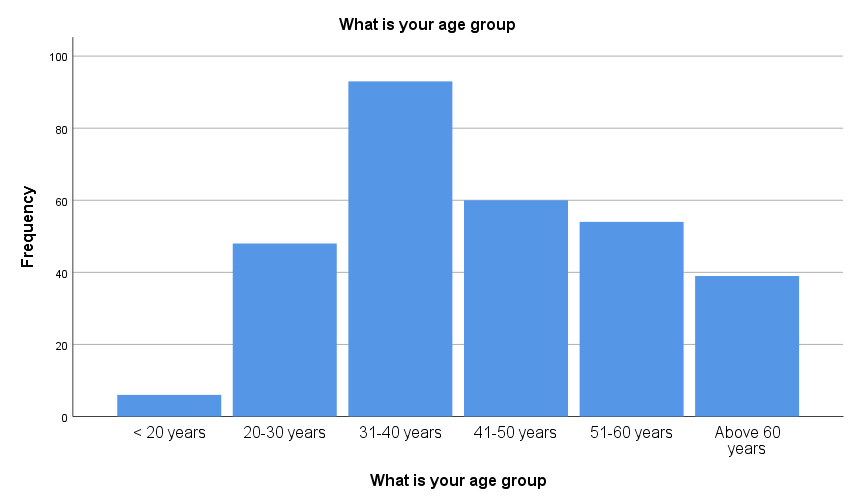 What is your age group
100
80
60
40
20
0
Frequency
< 20 years
20-30 years
31-40 years
41-50 years
51-60 years
Above 60
years
What is your age group